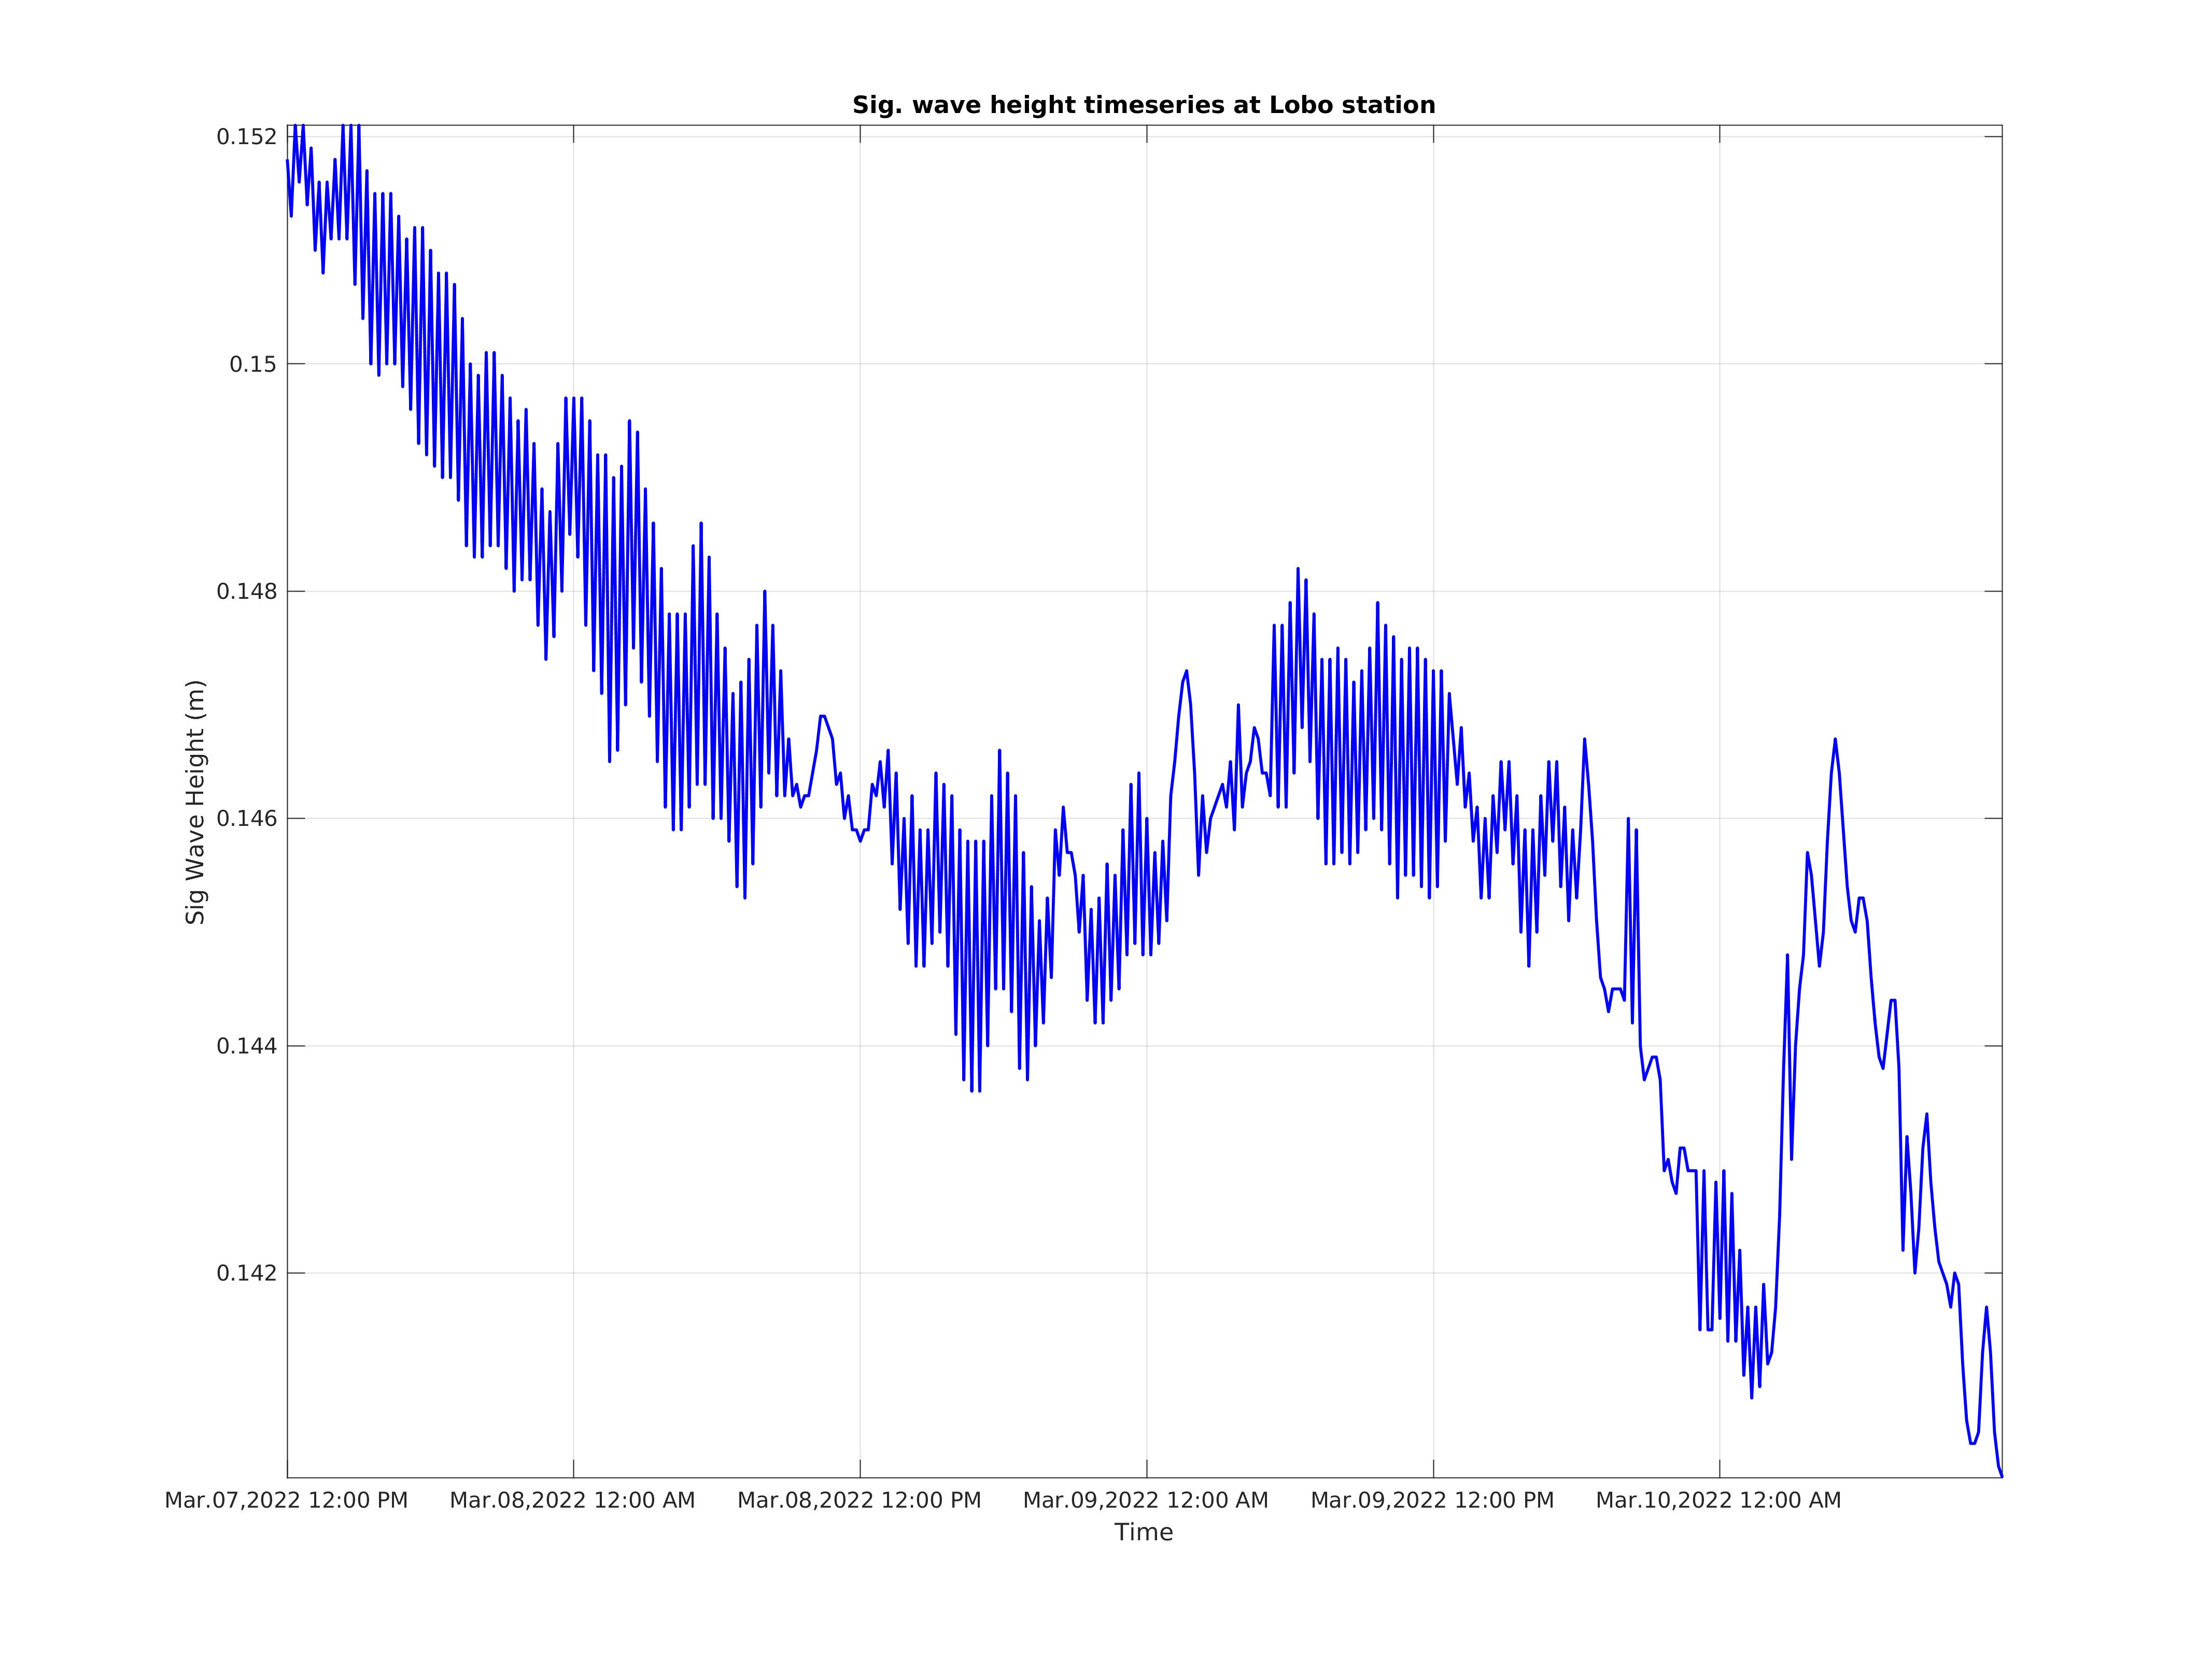 Sig. wave height timeseries at Lobo station
0.152
0.15
0.148
0.146
0.144
0.142
Sig Wave Height (m)
Mar.07,2022 12:00 PM
Mar.08,2022 12:00 AM
Mar.08,2022 12:00 PM
Mar.09,2022 12:00 AM
Mar.09,2022 12:00 PM
Mar.10,2022 12:00 AM
Time